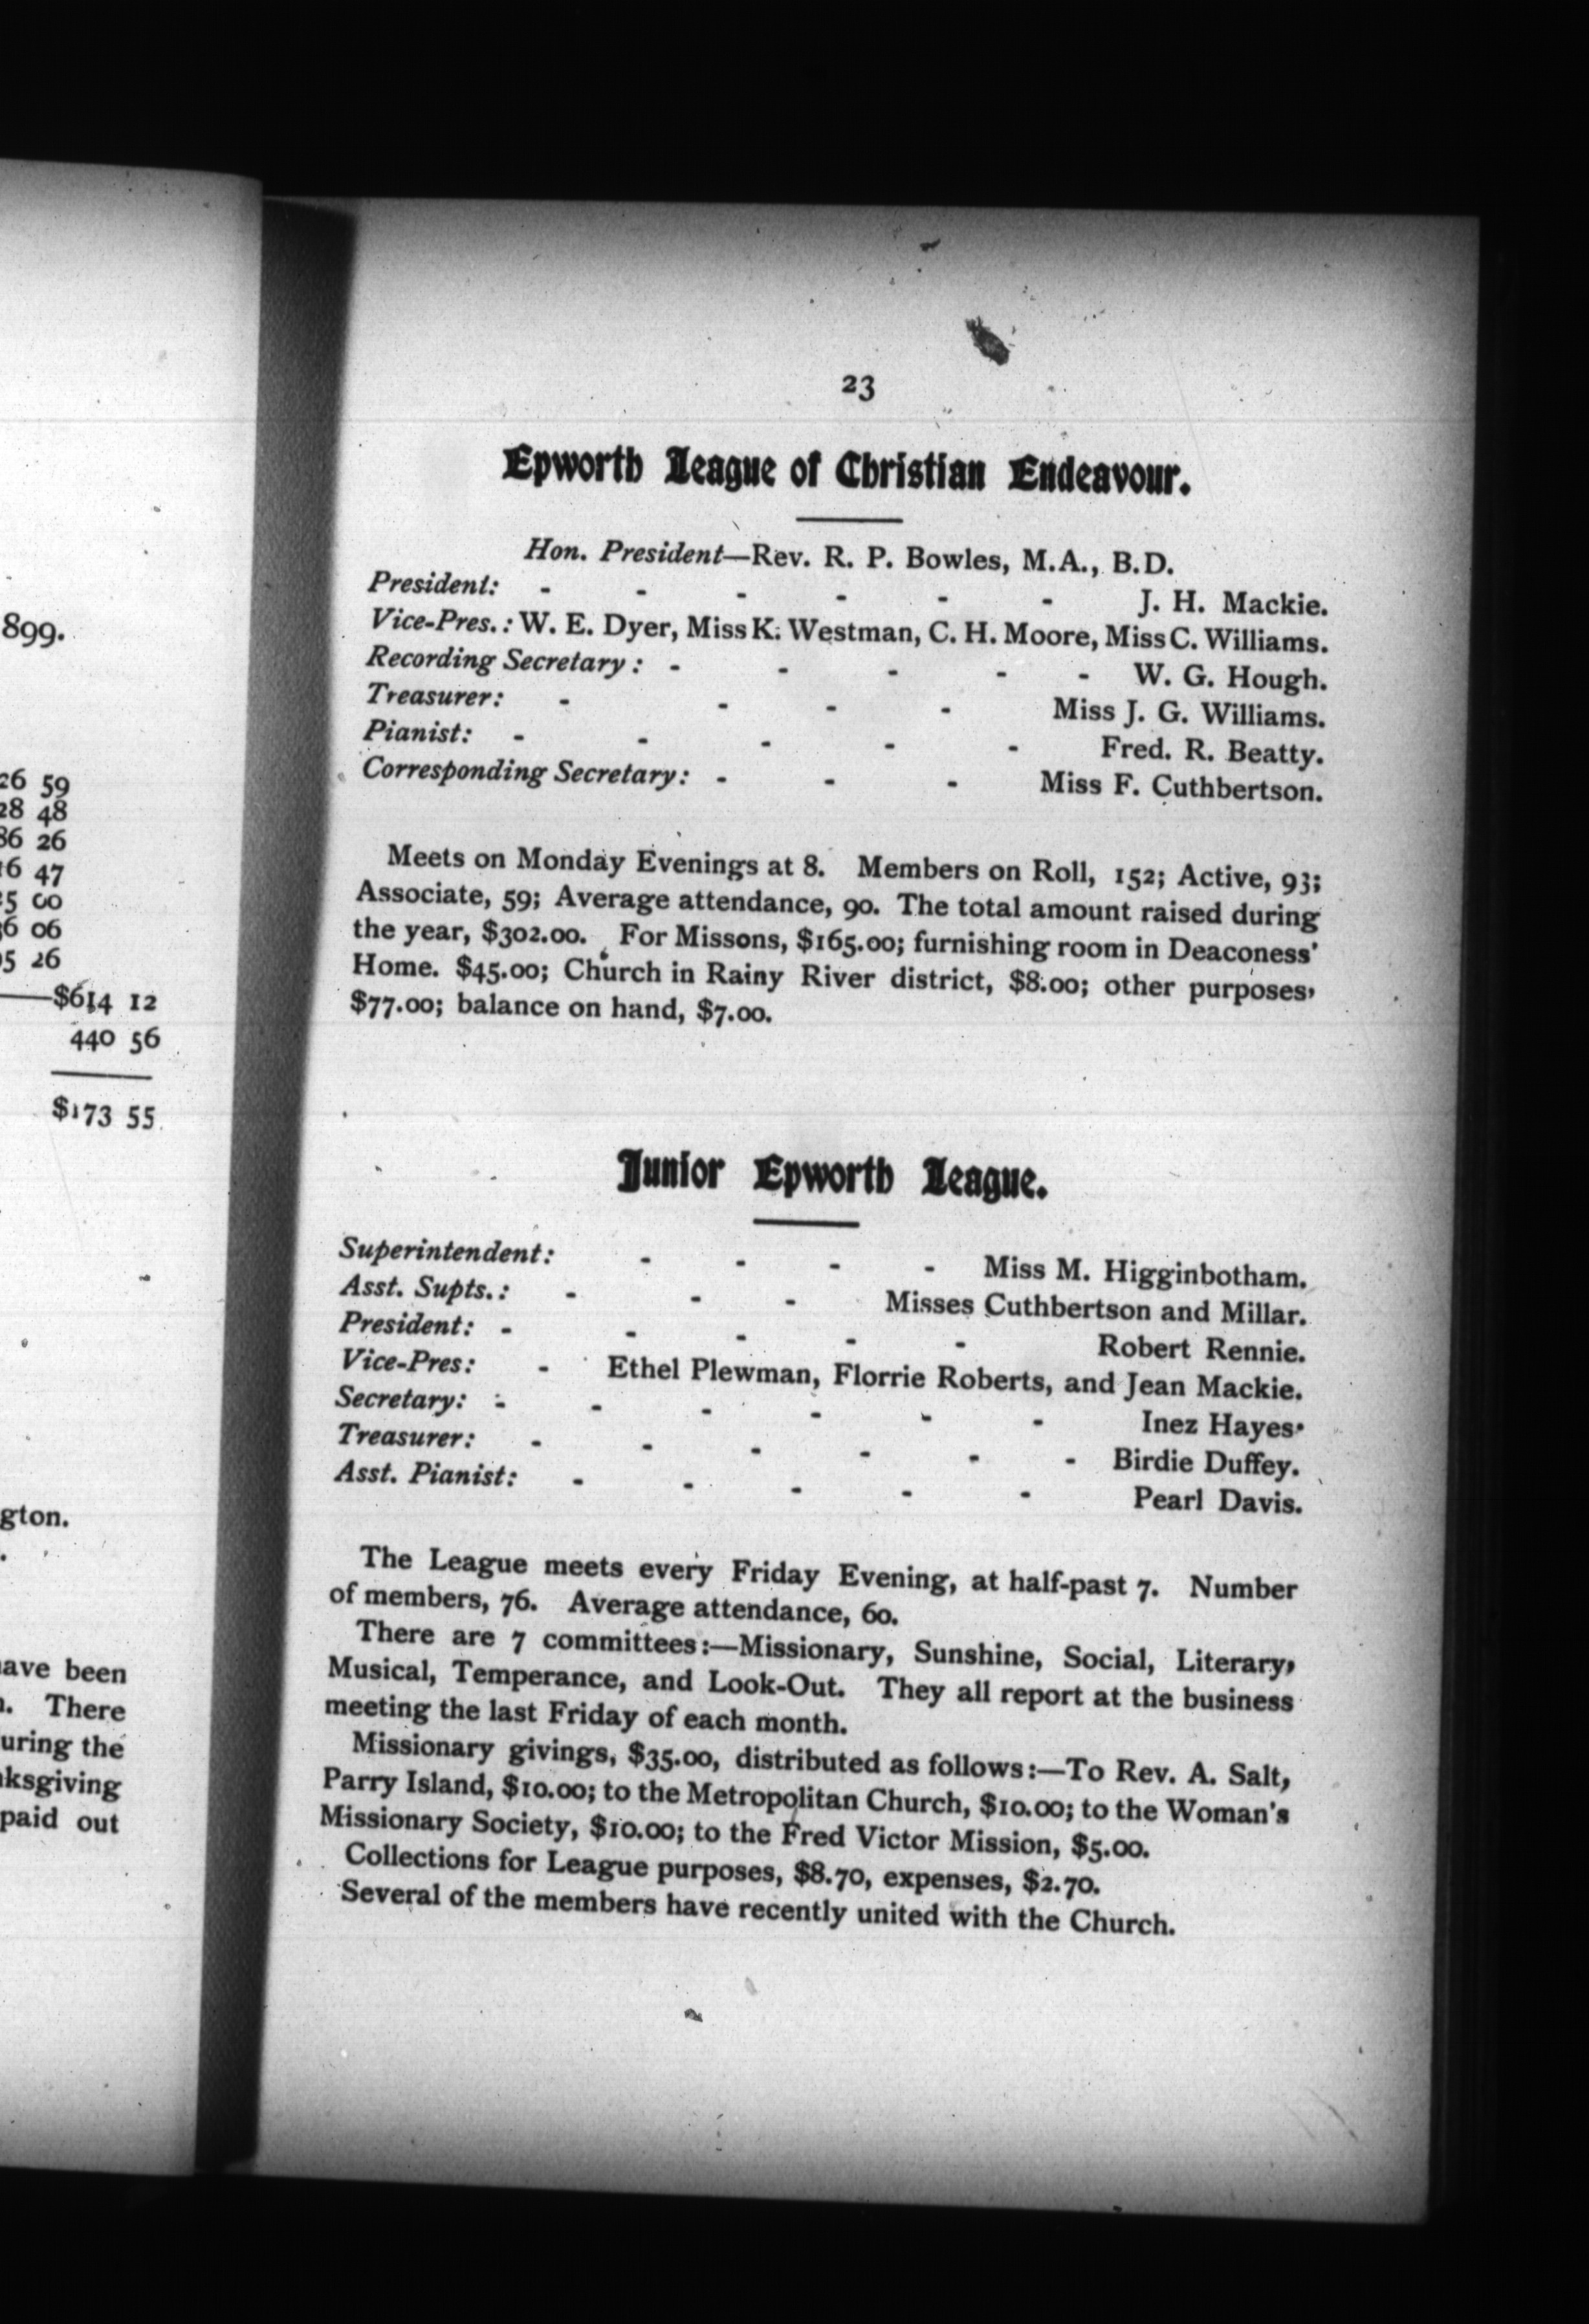 899.
59
48
26
47
00
06
26
$614 12
440 56
$173 55
been
There
the
paid out
23
Epworth League of Christian Endeavour.
Hon. President—Rev. R. P. Bowles, M.A., B.D.
President: - - - - - - J. H. Mackie.
Vice-Pres.: W. E. Dyer, Miss K. Westman, C. H. Moore, Miss C. Williams.
Recording Secretary: - - - - - W. G. Hough.
Treasurer: - - - - Miss J. G. Williams.
Pianist: - - - - - Fred. R. Beatty.
Corresponding Secretary: - - - Miss F. Cuthbertson.
Meets on Monday Evenings at 8. Members on Roll, 152; Active, 93;
Associate, 59; Average attendance, 90. The total amount raised during
the year, $302.00. For Missons, $165.00; furnishing room in Deaconess'
Home. $45.00; Church in Rainy River district, $8.00; other purposes,
$77.00; balance on hand, $7.00.
Junior Epworth League.
Superintendent: - - - - Miss M. Higginbotham.
Asst. Supts.: - - - Misses Cuthbertson and Millar.
President: - - - - - Robert Rennie.
Vice-Pres: - Ethel Plewman, Florrie Roberts, and Jean Mackie.
Secretary: - - - - - - Inez Hayes.
Treasurer: - - - - - - Birdie Duffey.
Asst. Pianist: - - - - - Pearl Davis.
The League meets every Friday Evening, at half-past 7. Number
of members, 76. Average attendance, 60.
There are 7 committees:—Missionary, Sunshine, Social, Literary,
Musical, Temperance, and Look-Out. They all report at the business
meeting the last Friday of each month.
Missionary givings, $35.00, distributed as follows:—To Rev. A. Salt,
Parry Island, $10.00; to the Metropolitan Church, $10.00; to the Woman's
Missionary Society, $10.00; to the Fred Victor Mission, $5.00.
Collections for League purposes, $8.70, expenses, $2.70.
Several of the members have recently united with the Church.